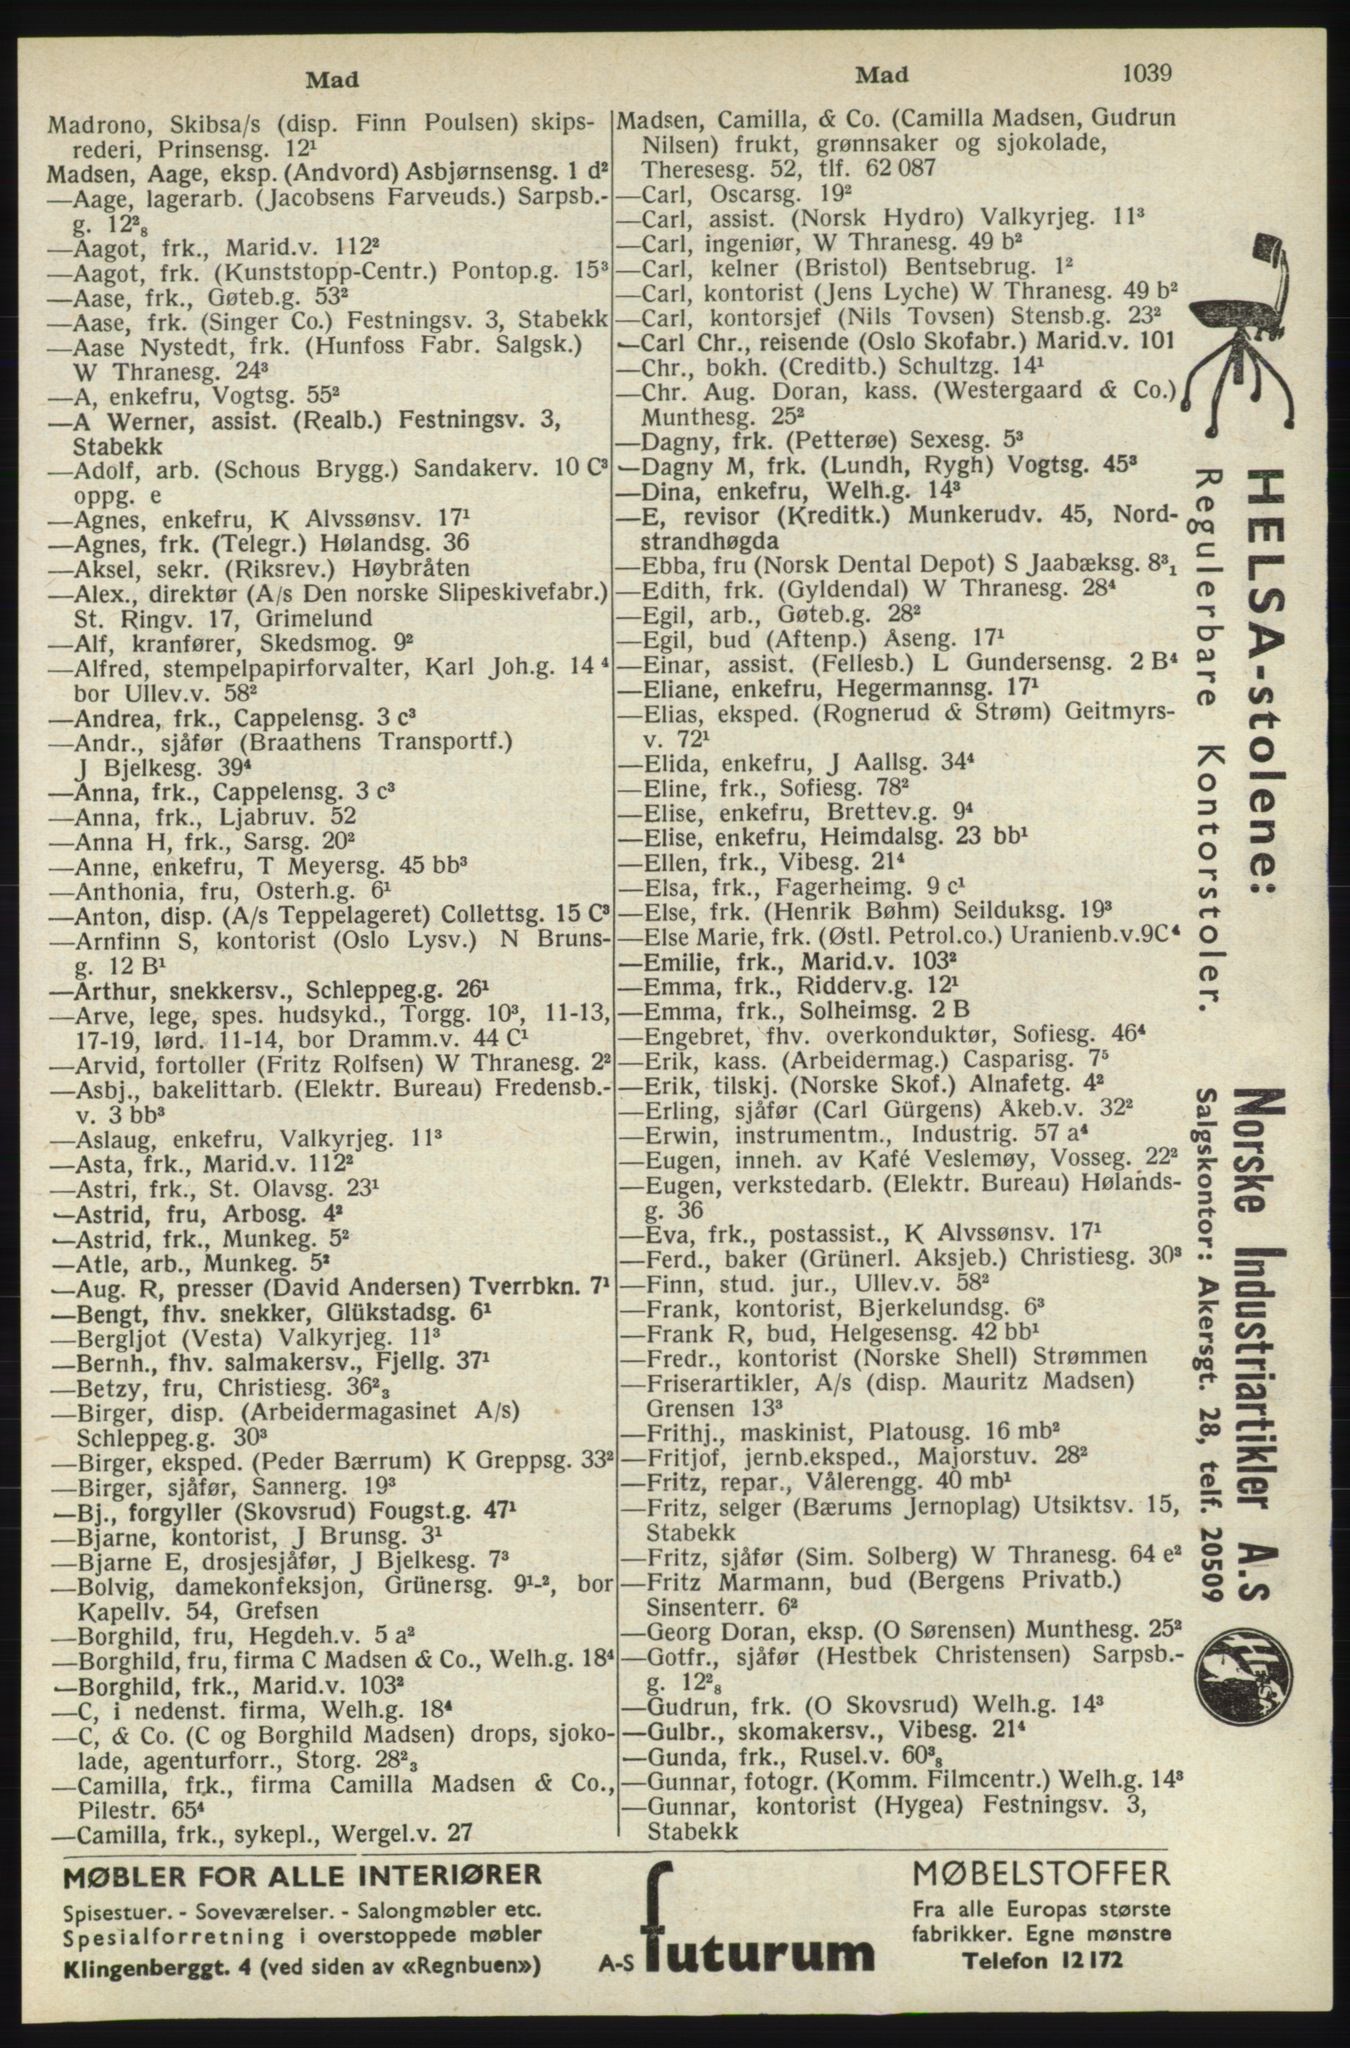 Mad
Madrono, Skibsa/s (disp. Finn Poulsen) skips-
rederi, Prinsensg. 12¹
Madsen, Aage, eksp. (Andvord) Asbjørnsensg. 1 d²
—Aage, lagerarb. (Jacobsens Farveuds.) Sarpsb.-
g. 12²₈
—Aagot, frk., Marid.v. 112²
—Aagot, frk. (Kunststopp-Centr.) Pontop.g. 15³
—Aase, frk., Gøteb.g. 53²
—Aase, frk. (Singer Co.) Festningsv. 3, Stabekk
—Aase Nystedt, frk. (Hunfoss Fabr. Salgsk.)
W Thranesg. 24³
—A, enkefru, Vogtsg. 55²
—A Werner, assist. (Realb.) Festningsv. 3,
Stabekk
—Adolf, arb. (Schous Brygg.) Sandakerv. 10 C³
oppg. e
—Agnes, enkefru, K Alvssønsv. 17¹
—Agnes, frk. (Telegr.) Hølandsg. 36
—Aksel, sekr. (Riksrev.) Høybråten
—Alex., direktør (A/s Den norske Slipeskivefabr.)
St. Ringv. 17, Grimelund
—Alf, kranfører, Skedsmog. 9²
—Alfred, stempelpapirforvalter, Karl Joh.g. 14 ⁴
bor Ullev.v. 58²
—Andrea, frk., Cappelensg. 3 c³
—Andr., sjåfør (Braathens Transportf.)
J Bjelkesg. 39⁴
—Anna, frk., Cappelensg. 3 c³
—Anna, frk., Ljabruv. 52
—Anna H, frk., Sarsg. 20²
—Anne, enkefru, T Meyersg. 45 bb³
—Anthonia, fru, Osterh.g. 6¹
—Anton, disp. (A/s Teppelageret) Collettsg. 15 C³
—Arnfinn S, kontorist (Oslo Lysv.) N Bruns-
g. 12 B¹
—Arthur, snekkersv., Schleppeg.g. 26¹
—Arve, lege, spes. hudsykd., Torgg. 10³, 11-13,
17-19, lørd. 11-14, bor Dramm.v. 44 C¹
—Arvid, fortoller (Fritz Rolfsen) W Thranesg. 2²
—Asbj., bakelittarb. (Elektr. Bureau) Fredensb.-
v. 3 bb³
—Aslaug, enkefru, Valkyrjeg. 11³
—Asta, frk., Marid.v. 112²
—Astri, frk., St. Olavsg. 23¹
—Astrid, fru, Arbosg. 4²
—Astrid, frk., Munkeg. 5²
—Atle, arb., Munkeg. 5²
—Aug. R, presser (David Andersen) Tverrbkn. 7¹
—Bengt, fhv. snekker, Glükstadsg. 6¹
—Bergljot (Vesta) Valkyrjeg. 11³
—Bernh., fhv. salmakersv., Fjellg. 37¹
—Betzy, fru, Christiesg. 36²₃
—Birger, disp. (Arbeidermagasinet A/s)
Schleppeg.g. 30³
—Birger, eksped. (Peder Bærrum) K Greppsg. 33²
—Birger, sjåfør, Sannerg. 19³
—Bj., forgyller (Skovsrud) Fougst.g. 47¹
—Bjarne, kontorist, J Brunsg. 3¹
—Bjarne E, drosjesjåfør, J Bjelkesg. 7³
—Bolvig, damekonfeksjon, Grünersg. 9¹-², bor
Kapellv. 54, Grefsen
—Borghild, fru, Hegdeh.v. 5 a²
—Borghild, fru, firma C Madsen & Co., Welh.g. 18⁴
—Borghild, frk., Marid.v. 103²
—C, i nedenst. firma, Welh.g. 18⁴
—C, & Co. (C og Borghild Madsen) drops, sjoko-
lade, agenturforr., Storg. 28²₃
—Camilla, frk., firma Camilla Madsen & Co.,
Pilestr. 65⁴
—Camilla, frk., sykepl., Wergel.v. 27
Mad 1039
Madsen, Camilla, & Co. (Camilla Madsen, Gudrun
Nilsen) frukt, grønnsaker og sjokolade,
Theresesg. 52, tlf. 62 087
—Carl, Oscarsg. 19²
—Carl, assist. (Norsk Hydro) Valkyrjeg. 11³
—Carl, ingeniør, W Thranesg. 49 b²
—Carl, kelner (Bristol) Bentsebrug. 1²
—Carl, kontorist (Jens Lyche) W Thranesg. 49 b²
—Carl, kontorsjef (Nils Tovsen) Stensb.g. 23²
—Carl Chr., reisende (Oslo Skofabr.) Marid.v. 101
—Chr., bokh. (Creditb.) Schultzg. 14¹
—Chr. Aug. Doran, kass. (Westergaard & Co.)
Munthesg. 25²
—Dagny, frk. (Petterøe) Sexesg. 5³
—Dagny M, frk. (Lundh, Rygh) Vogtsg. 45³
—Dina, enkefru, Welh.g. 14³
—E, revisor (Kreditk.) Munkerudv. 45, Nord-
strandhøgda
—Ebba, fru (Norsk Dental Depot) S Jaabæksg. 8³₁
—Edith, frk. (Gyldendal) W Thranesg. 28⁴
—Egil, arb., Gøteb.g. 28²
—Egil, bud (Aftenp.) Åseng. 17¹
—Einar, assist. (Fellesb.) L Gundersensg. 2 B⁴
—Eliane, enkefru, Hegermannsg. 17¹
—Elias, eksped. (Rognerud & Strøm) Geitmyrs-
v. 72¹
—Elida, enkefru, J Aallsg. 34⁴
—Eline, frk., Sofiesg. 78²
—Elise, enkefru, Brettev.g. 9⁴
—Elise, enkefru, Heimdalsg. 23 bb¹
—Ellen, frk., Vibesg. 21⁴
—Elsa, frk., Fagerheimg. 9 c¹
—Else, frk. (Henrik Bøhm) Seilduksg. 19³
—Else Marie, frk. (Østl. Petrol.co.) Uranienb.v.9C⁴
—Emilie, frk., Marid.v. 103²
—Emma, frk., Ridderv.g. 12¹
—Emma, frk., Solheimsg. 2 B
—Engebret, fhv. overkonduktør, Sofiesg. 46⁴
—Erik, kass. (Arbeidermag.) Casparisg. 7⁵
—Erik, tilskj. (Norske Skof.) Alnafetg. 4²
—Erling, sjåfør (Carl Gürgens) Åkeb.v. 32²
—Erwin, instrumentm., Industrig. 57 a⁴
—Eugen, inneh. av Kafé Veslemøy, Vosseg. 22²
—Eugen, verkstedarb. (Elektr. Bureau) Hølands-
g. 36
—Eva, frk., postassist., K Alvssønsv. 17¹
—Ferd., baker (Grünerl. Aksjeb.) Christiesg. 30³
—Finn, stud. jur., Ullev.v. 58²
—Frank, kontorist, Bjerkelundsg. 6³
—Frank R, bud, Helgesensg. 42 bb¹
—Fredr., kontorist (Norske Shell) Strømmen
—Friserartikler, A/s (disp. Mauritz Madsen)
Grensen 13³
—Frithj., maskinist, Platousg. 16 mb²
—Fritjof, jernb.eksped., Majorstuv. 28²
—Fritz, repar., Vålerengg. 40 mb¹
—Fritz, selger (Bærums Jernoplag) Utsiktsv. 15,
Stabekk
—Fritz, sjåfør (Sim. Solberg) W Thranesg. 64 e²
—Fritz Marmann, bud (Bergens Privatb.)
Sinsenterr. 6²
—Georg Doran, eksp. (O Sørensen) Munthesg. 25²
—Gotfr., sjåfør (Hestbek Christensen) Sarpsb.-
g. 12²₈
—Gudrun, frk. (O Skovsrud) Welh.g. 14³
—Gulbr., skomakersv., Vibesg. 21⁴
—Gunda, frk., Rusel.v. 60³₈
—Gunnar, fotogr. (Komm. Filmcentr.) Welh.g. 14³
—Gunnar, kontorist (Hygea) Festningsv. 3,
Stabekk
HELSA-stolene:
Regulerbare Kontorstoler.
Norske Industriartikler A.s
Salgskontor: Akersgt. 28, telf. 20509
MØBLER FOR ALLE INTERIØRER
Spisestuer. - Soveværelser. - Salongmøbler etc.
Spesialforretning i overstoppede møbler
Klingenberggt. 4 (ved siden av «Regnbuen»)
A-S futurum
MØBELSTOFFER
Fra alle Europas største
fabrikker. Egne mønstre
Telefon 12172